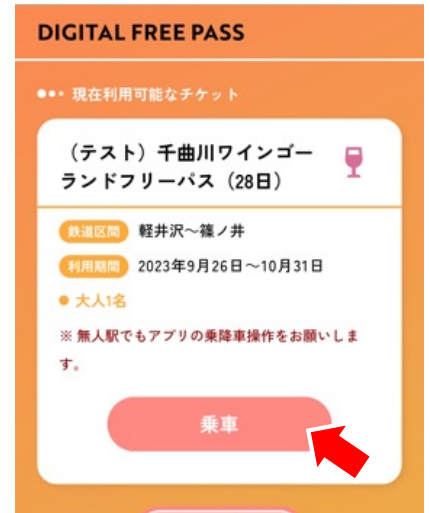 DIGITAL FREE PASS
現在利用可能なチケット
（テスト）千曲川ワインゴー
ランドフリーパス（28日）
鉄道区間 軽井沢～篠ノ井
利用期間 2023年9月26日～10月31日
● 大人1名
※ 無人駅でもアプリの乗降車操作をお願いしま
す。
乗車